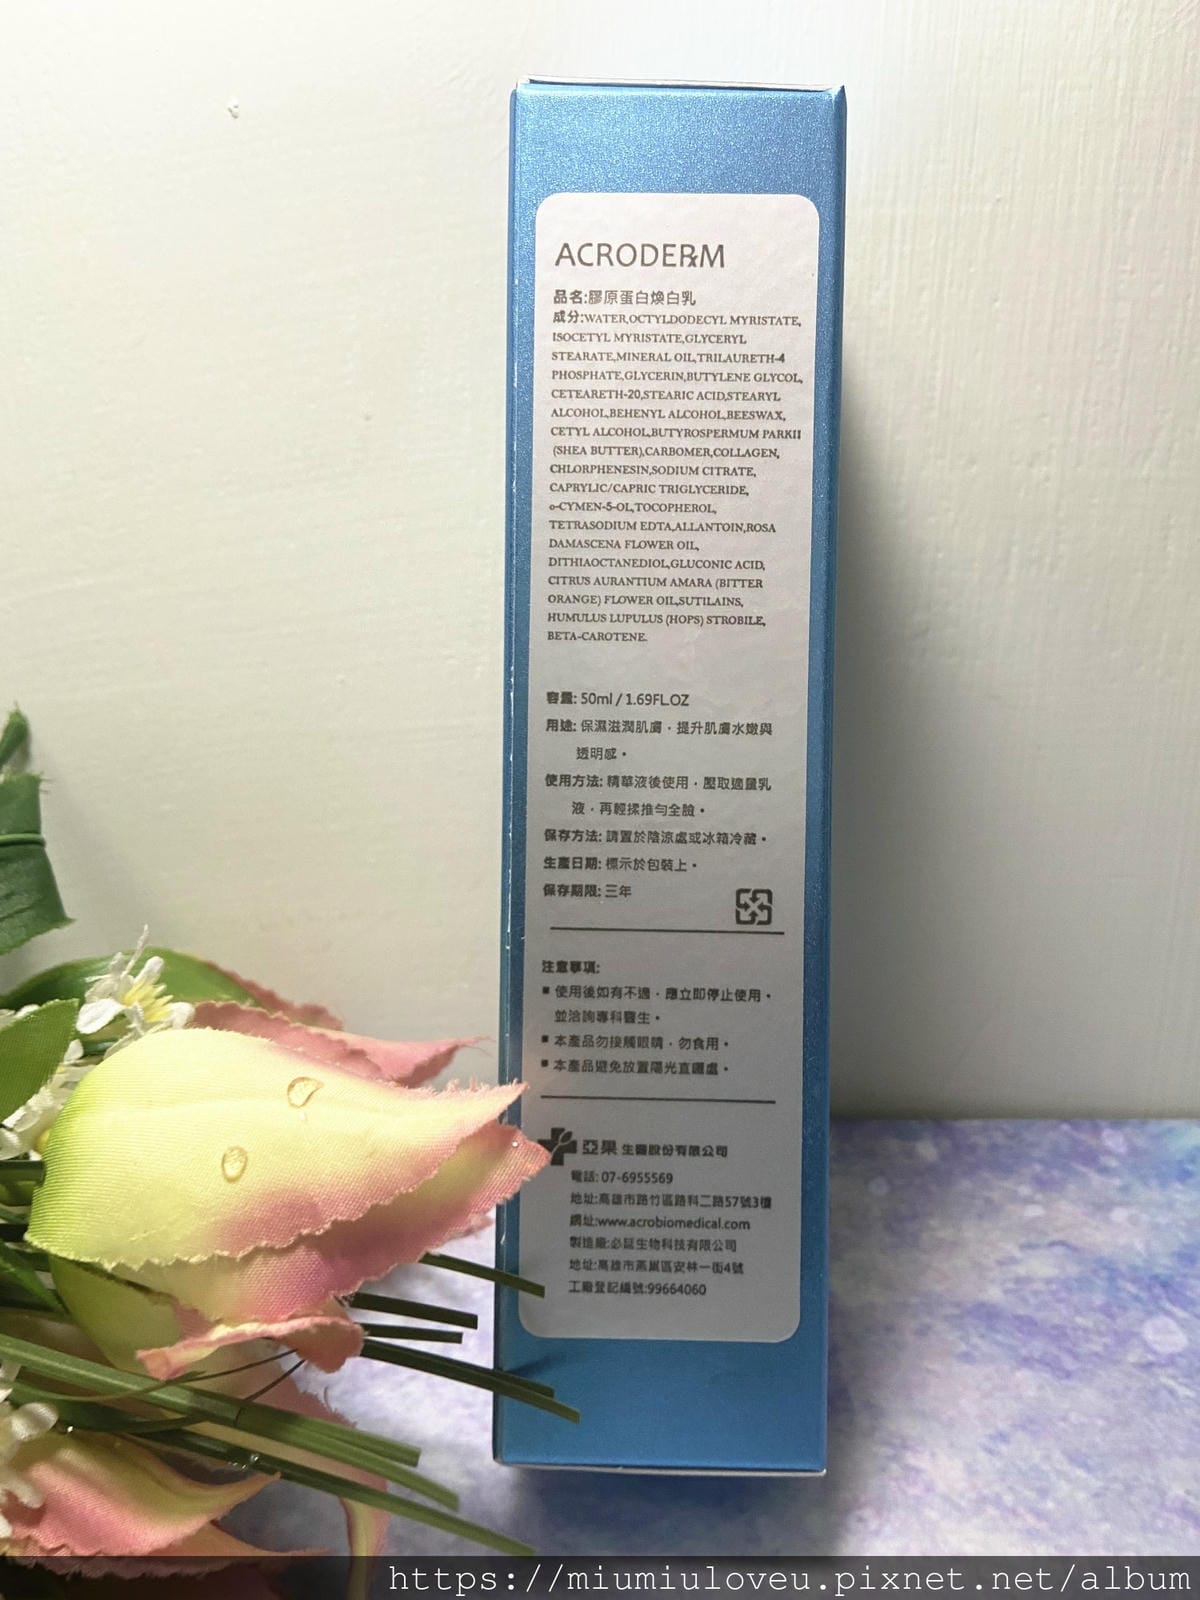 ACRODERM
品名:膠原蛋白煥白乳
成分:WATER,OCTYLDODECYL MYRISTATE,
ISOCETYL MYRISTATE,GLYCERYL
STEARATE,MINERAL OIL,TRILAURETH-4
PHOSPHATE,GLYCERIN,BUTYLENE GLYCOL,
CETEARETH-20,STEARIC ACID,STEARYL
ALCOHOL,BEHENYL ALCOHOL,BEESWAX,
CETYL ALCOHOL,BUTYROSPERMUM PARKII
(SHEA BUTTER),CARBOMER,COLLAGEN,
CHLORPHENESIN,SODIUM CITRATE,
CAPRYLIC/CAPRIC TRIGLYCERIDE,
o-CYMEN-5-OL,TOCOPHEROL,
TETRASODIUM EDTA,ALLANTOIN,ROSA
DAMASCENA FLOWER OIL,
DITHIAOCTANEDIOL,GLUCONIC ACID,
CITRUS AURANTIUM AMARA (BITTER
ORANGE) FLOWER OIL,SUTILAINS,
HUMULUS LUPULUS (HOPS) STROBILE,
BETA-CAROTENE.
容量: 50ml / 1.69FL.OZ
用途: 保濕滋潤肌膚，提升肌膚水嫩與
透明感。
使用方法: 精華液後使用，壓取適量乳
液，再輕揉推勻全臉。
保存方法: 請置於陰涼處或冰箱冷藏。
生產日期: 標示於包裝上。
保存期限: 三年
注意事項:
■ 使用後如有不適，應立即停止使用，
並洽詢專科醫生。
■ 本產品勿接觸眼睛，勿食用。
■ 本產品避免放置陽光直曬處。
亞果生醫股份有限公司
電話: 07-6955569
地址:高雄市路竹區路科二路57號3樓
網址:www.acrobiomedical.com
製造廠:必延生物科技有限公司
地址:高雄市燕巢區安林一街4號
工廠登記編號:99664060
https://miumiuloveu.pixnet.net/album